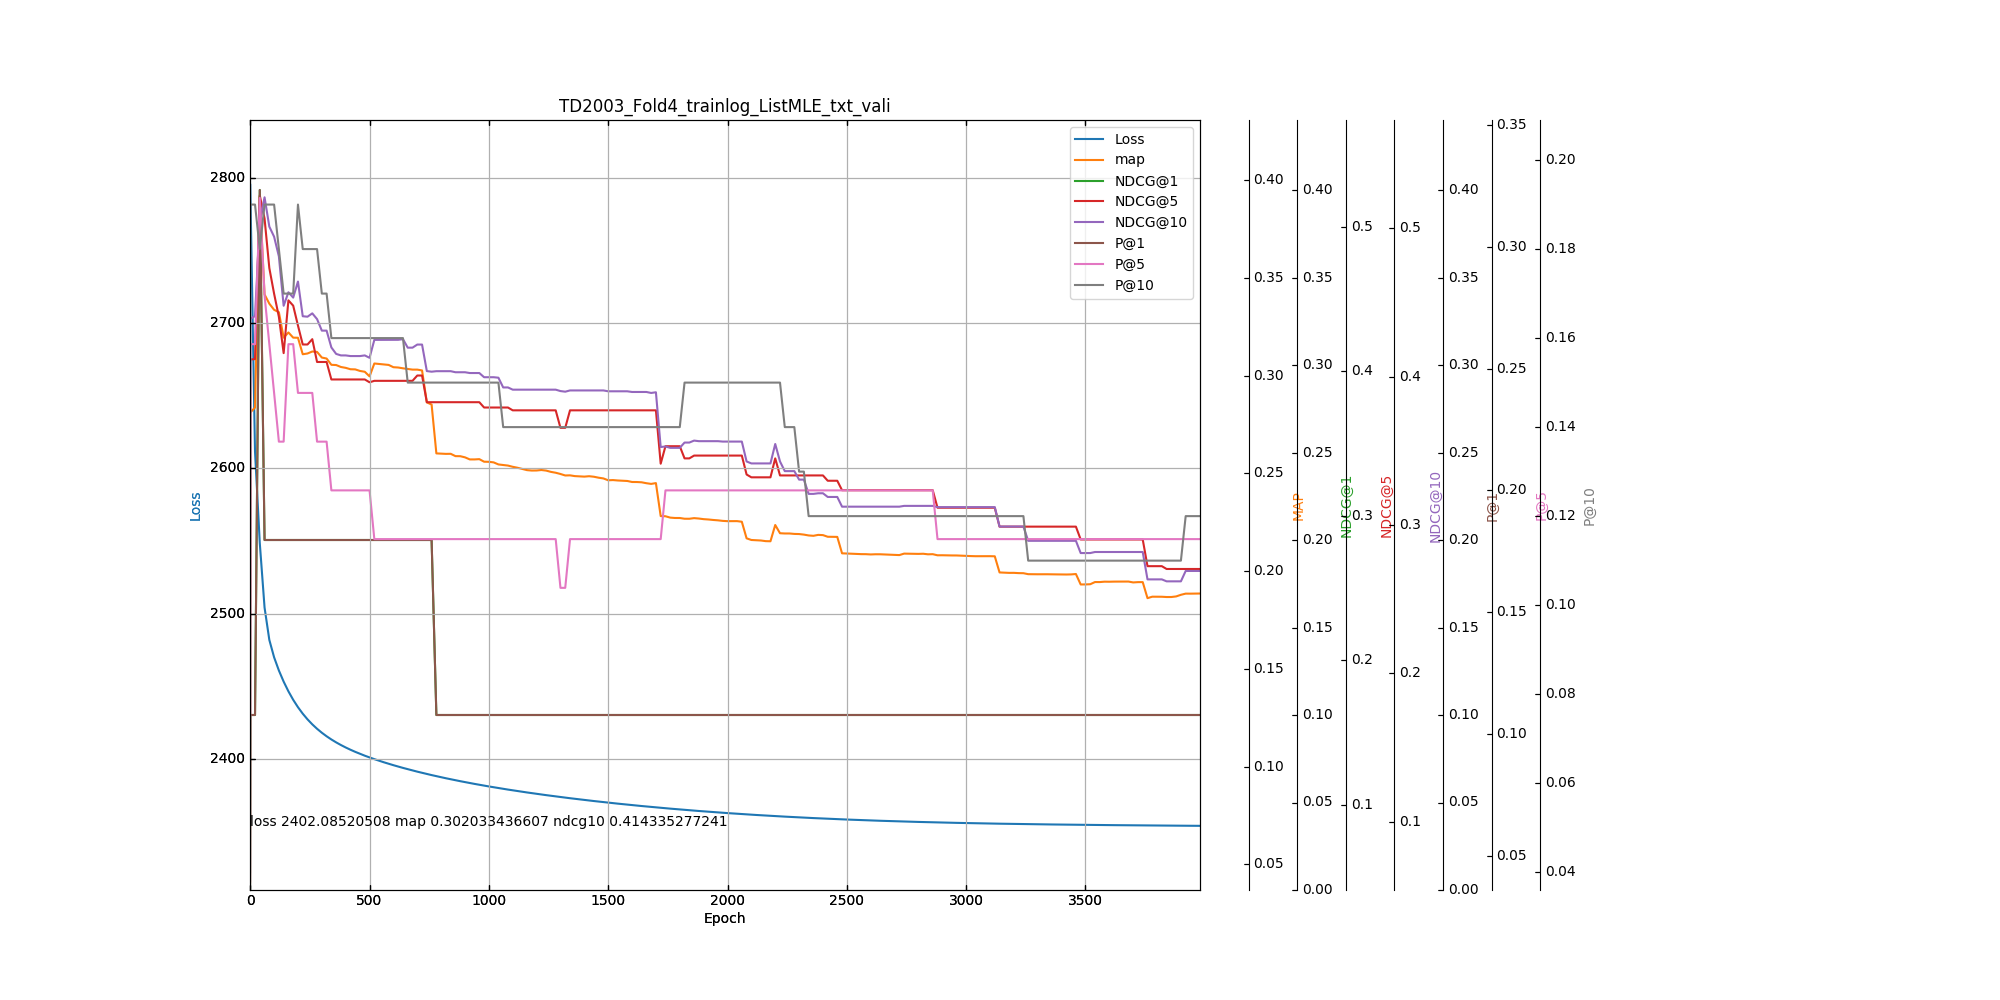 TD2003_Fold4_trainlog_ListMLE_txt_vali
Loss
map
NDCG@1
NDCG@5
NDCG@10
P@1
P@5
P@10
2800
2700
2600
2500
2400
Loss
loss 2402.08520508 map 0.302033436607 ndcg10 0.414335277241
0 500 1000 1500 2000 2500 3000 3500
Epoch
0.40
0.35
0.30
0.25
0.20
0.15
0.10
0.05
MAP
0.40
0.35
0.30
0.25
0.20
0.15
0.10
0.05
0.00
NDCG@1
0.5
0.4
0.3
0.2
0.1
NDCG@5
0.5
0.4
0.3
0.2
0.1
NDCG@10
0.40
0.35
0.30
0.25
0.20
0.15
0.10
0.05
0.00
P@1
0.35
0.30
0.25
0.20
0.15
0.10
0.05
P@5
0.20
0.18
0.16
0.14
0.12
0.10
0.08
0.06
0.04
P@10